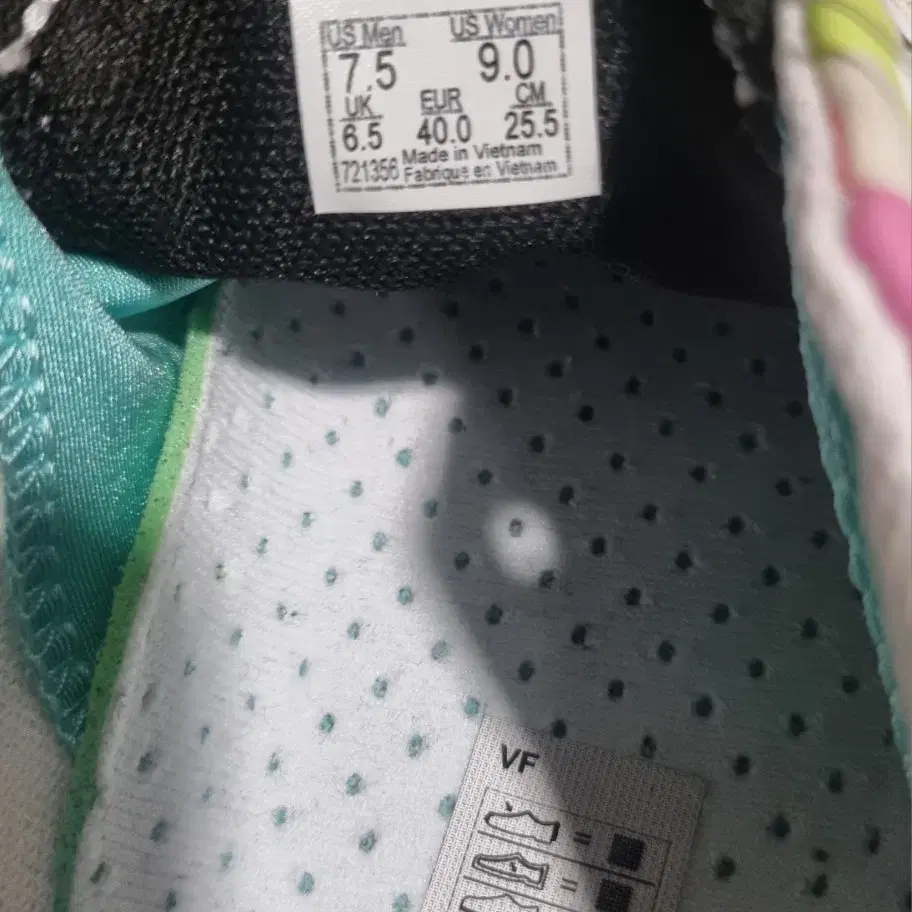 US Men US Women
7.5 9.0
UK EUR CM
6.5 40.0 25.5
Made in Vietnam
721356 Fabrique en Vietnam
VF
= 
=